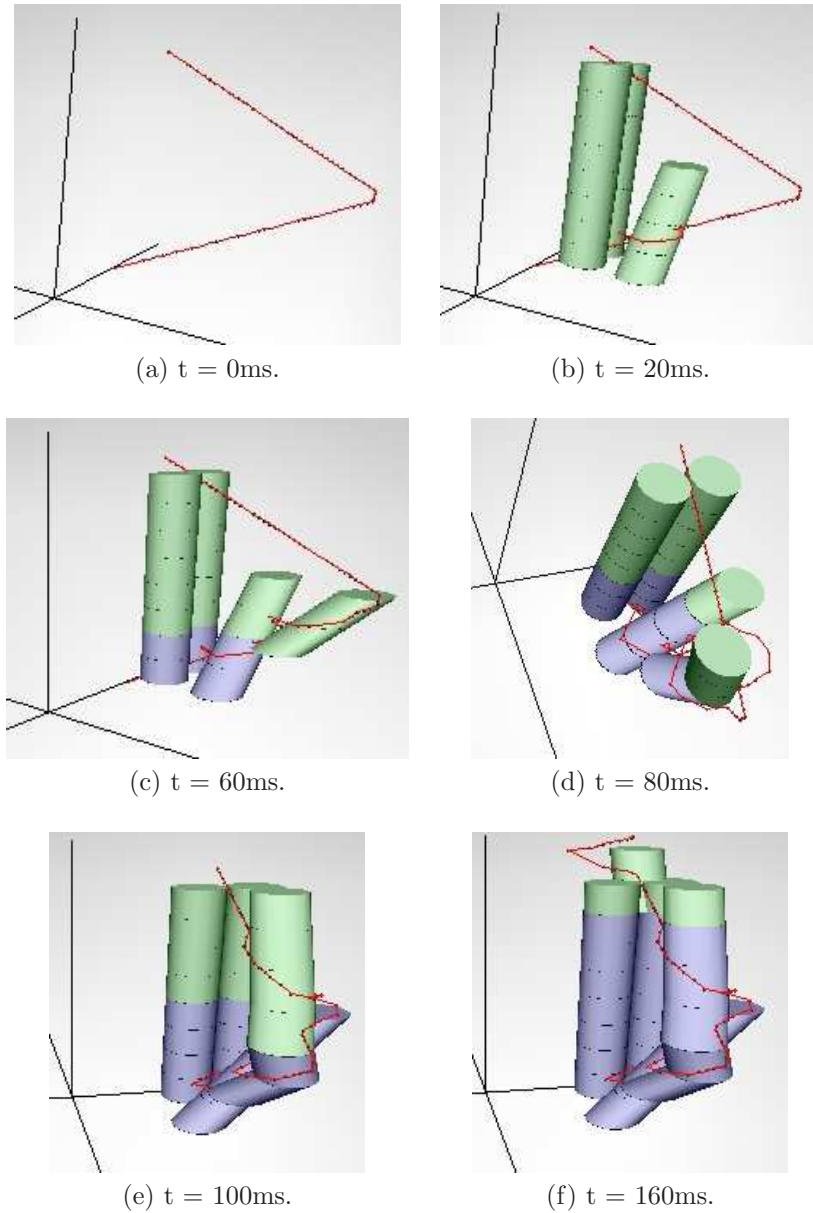 (a) t = 0ms.
(b) t = 20ms.
(c) t = 60ms.
(d) t = 80ms.
(e) t = 100ms.
(f) t = 160ms.